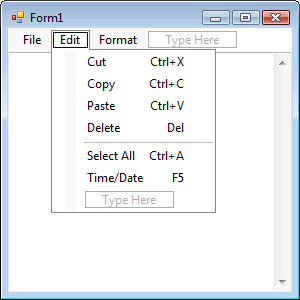 Form1
File Edit Format Type Here
Cut Ctrl+X
Copy Ctrl+C
Paste Ctrl+V
Delete Del
Select All Ctrl+A
Time/Date F5
Type Here